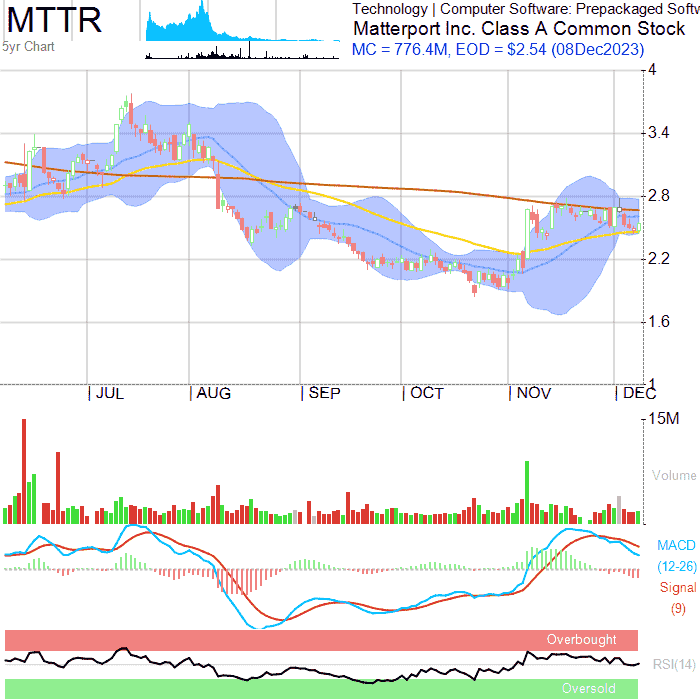 MTTR
5yr Chart
Technology | Computer Software: Prepackaged Softw
Matterport Inc. Class A Common Stock
MC = 776.4M, EOD = $2.54 (08Dec2023)
4
3.4
2.8
2.2
1.6
1
JUL AUG SEP OCT NOV DEC
15M
Volume
MACD
(12-26)
Signal
(9)
Overbought
RSI(14)
Oversold